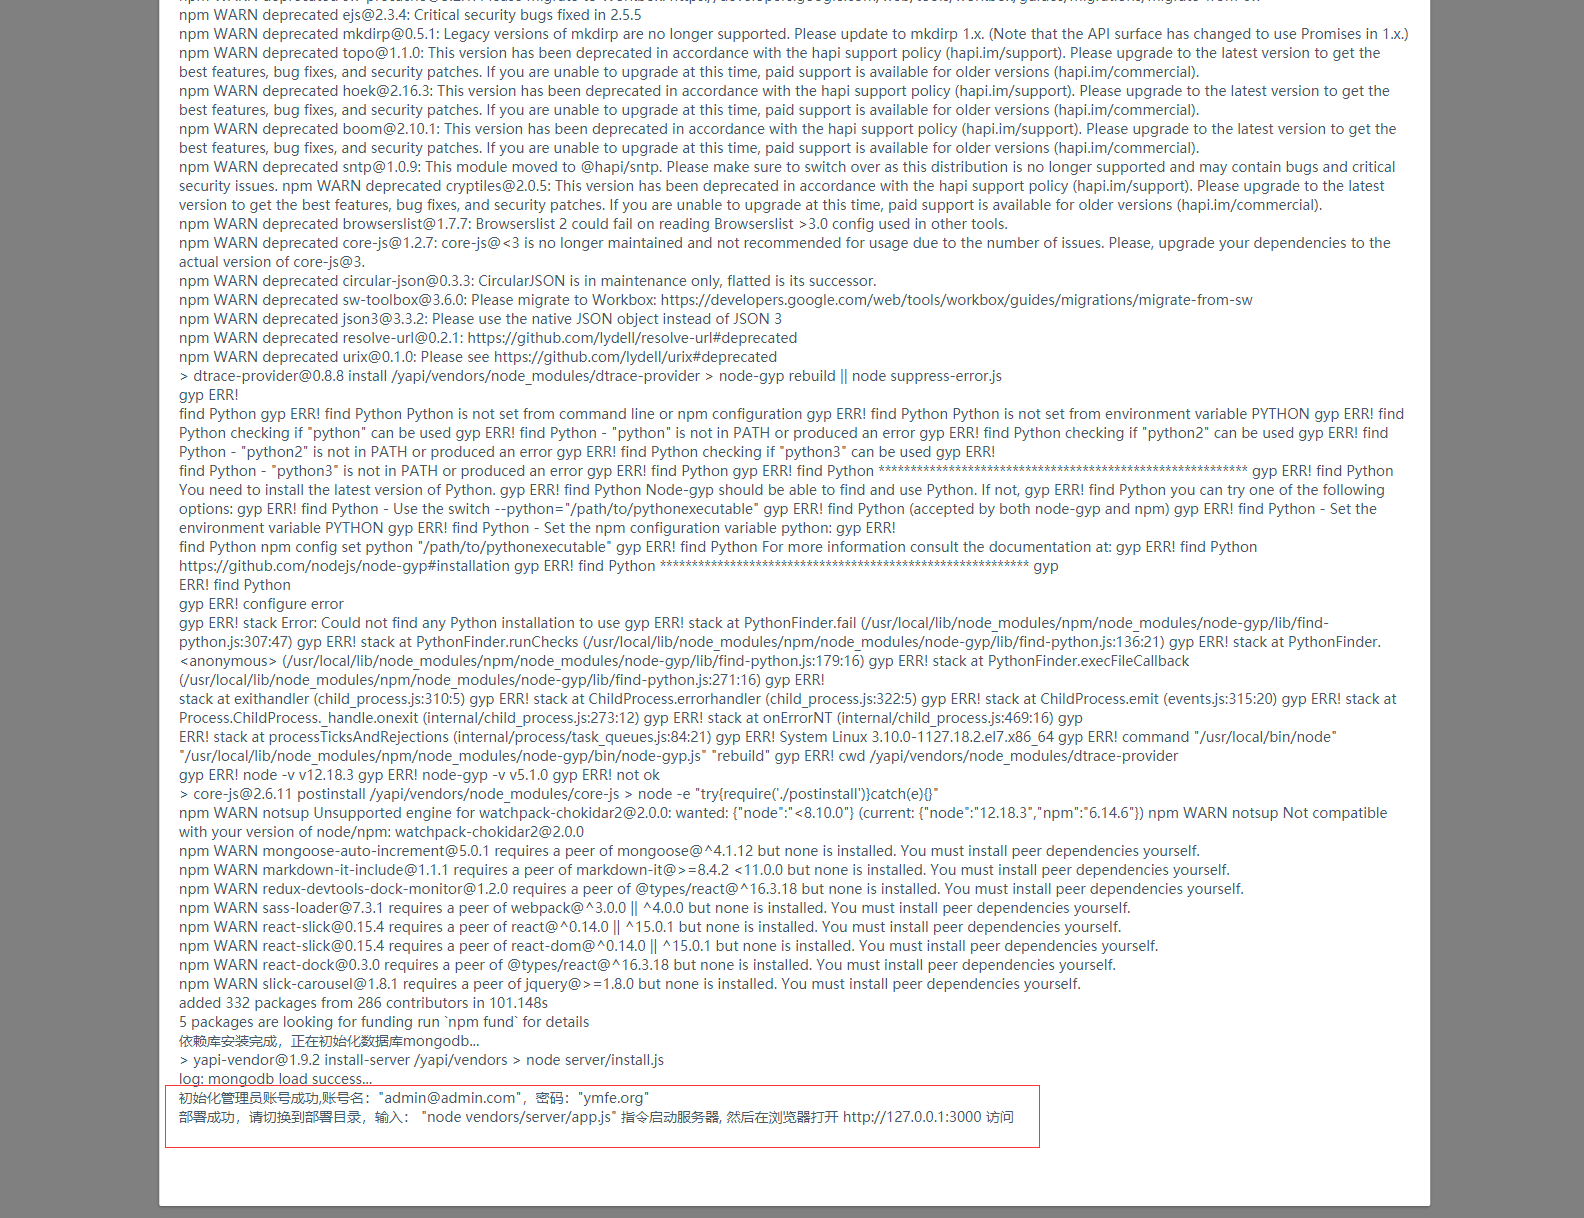 npm WARN deprecated ejs@2.3.4: Critical security bugs fixed in 2.5.5
npm WARN deprecated mkdirp@0.5.1: Legacy versions of mkdirp are no longer supported. Please update to mkdirp 1.x. (Note that the API surface has changed to use Promises in 1.x.)
npm WARN deprecated topo@1.1.0: This version has been deprecated in accordance with the hapi support policy (hapi.im/support). Please upgrade to the latest version to get the
best features, bug fixes, and security patches. If you are unable to upgrade at this time, paid support is available for older versions (hapi.im/commercial).
npm WARN deprecated hoek@2.16.3: This version has been deprecated in accordance with the hapi support policy (hapi.im/support). Please upgrade to the latest version to get the
best features, bug fixes, and security patches. If you are unable to upgrade at this time, paid support is available for older versions (hapi.im/commercial).
npm WARN deprecated boom@2.10.1: This version has been deprecated in accordance with the hapi support policy (hapi.im/support). Please upgrade to the latest version to get the
best features, bug fixes, and security patches. If you are unable to upgrade at this time, paid support is available for older versions (hapi.im/commercial).
npm WARN deprecated sntp@1.0.9: This module moved to @hapi/sntp. Please make sure to switch over as this distribution is no longer supported and may contain bugs and critical
security issues. npm WARN deprecated cryptiles@2.0.5: This version has been deprecated in accordance with the hapi support policy (hapi.im/support). Please upgrade to the latest
version to get the best features, bug fixes, and security patches. If you are unable to upgrade at this time, paid support is available for older versions (hapi.im/commercial).
npm WARN deprecated browserslist@1.7.7: Browserslist 2 could fail on reading Browserslist >3.0 config used in other tools.
npm WARN deprecated core-js@1.2.7: core-js@<3 is no longer maintained and not recommended for usage due to the number of issues. Please, upgrade your dependencies to the
actual version of core-js@3.
npm WARN deprecated circular-json@0.3.3: CircularJSON is in maintenance only, flatted is its successor.
npm WARN deprecated sw-toolbox@3.6.0: Please migrate to Workbox: https://developers.google.com/web/tools/workbox/guides/migrations/migrate-from-sw
npm WARN deprecated json3@3.3.2: Please use the native JSON object instead of JSON 3
npm WARN deprecated resolve-url@0.2.1: https://github.com/lydell/resolve-url#deprecated
npm WARN deprecated urix@0.1.0: Please see https://github.com/lydell/urix#deprecated
> dtrace-provider@0.8.8 install /yapi/vendors/node_modules/dtrace-provider > node-gyp rebuild || node suppress-error.js
gyp ERR!
find Python gyp ERR! find Python Python is not set from command line or npm configuration gyp ERR! find Python Python is not set from environment variable PYTHON gyp ERR! find
Python checking if "python" can be used gyp ERR! find Python - "python" is not in PATH or produced an error gyp ERR! find Python checking if "python2" can be used gyp ERR! find
Python - "python2" is not in PATH or produced an error gyp ERR! find Python checking if "python3" can be used gyp ERR!
find Python - "python3" is not in PATH or produced an error gyp ERR! find Python gyp ERR! find Python ********************************************************** gyp ERR! find Python
You need to install the latest version of Python. gyp ERR! find Python Node-gyp should be able to find and use Python. If not, gyp ERR! find Python you can try one of the following
options: gyp ERR! find Python - Use the switch --python="/path/to/pythonexecutable" gyp ERR! find Python (accepted by both node-gyp and npm) gyp ERR! find Python - Set the
environment variable PYTHON gyp ERR! find Python - Set the npm configuration variable python: gyp ERR!
find Python npm config set python "/path/to/pythonexecutable" gyp ERR! find Python For more information consult the documentation at: gyp ERR! find Python
https://github.com/nodejs/node-gyp#installation gyp ERR! find Python ********************************************************** gyp
ERR! find Python
gyp ERR! configure error
gyp ERR! stack Error: Could not find any Python installation to use gyp ERR! stack at PythonFinder.fail (/usr/local/lib/node_modules/npm/node_modules/node-gyp/lib/find-
python.js:307:47) gyp ERR! stack at PythonFinder.runChecks (/usr/local/lib/node_modules/npm/node_modules/node-gyp/lib/find-python.js:136:21) gyp ERR! stack at PythonFinder.
<anonymous> (/usr/local/lib/node_modules/npm/node_modules/node-gyp/lib/find-python.js:179:16) gyp ERR! stack at PythonFinder.execFileCallback
(/usr/local/lib/node_modules/npm/node_modules/node-gyp/lib/find-python.js:271:16) gyp ERR!
stack at exithandler (child_process.js:310:5) gyp ERR! stack at ChildProcess.errorhandler (child_process.js:322:5) gyp ERR! stack at ChildProcess.emit (events.js:315:20) gyp ERR! stack at
Process.ChildProcess._handle.onexit (internal/child_process.js:273:12) gyp ERR! stack at onErrorNT (internal/child_process.js:469:16) gyp
ERR! stack at processTicksAndRejections (internal/process/task_queues.js:84:21) gyp ERR! System Linux 3.10.0-1127.18.2.el7.x86_64 gyp ERR! command "/usr/local/bin/node"
"/usr/local/lib/node_modules/npm/node_modules/node-gyp/bin/node-gyp.js" "rebuild" gyp ERR! cwd /yapi/vendors/node_modules/dtrace-provider
gyp ERR! node -v v12.18.3 gyp ERR! node-gyp -v v5.1.0 gyp ERR! not ok
> core-js@2.6.11 postinstall /yapi/vendors/node_modules/core-js > node -e "try{require('./postinstall')}catch(e){}"
npm WARN notsup Unsupported engine for watchpack-chokidar2@2.0.0: wanted: {"node":"<8.10.0"} (current: {"node":"12.18.3","npm":"6.14.6"}) npm WARN notsup Not compatible
with your version of node/npm: watchpack-chokidar2@2.0.0
npm WARN mongoose-auto-increment@5.0.1 requires a peer of mongoose@^4.1.12 but none is installed. You must install peer dependencies yourself.
npm WARN markdown-it-include@1.1.1 requires a peer of markdown-it@>=8.4.2 <11.0.0 but none is installed. You must install peer dependencies yourself.
npm WARN redux-devtools-dock-monitor@1.2.0 requires a peer of @types/react@^16.3.18 but none is installed. You must install peer dependencies yourself.
npm WARN sass-loader@7.3.1 requires a peer of webpack@^3.0.0 || ^4.0.0 but none is installed. You must install peer dependencies yourself.
npm WARN react-slick@0.15.4 requires a peer of react@^0.14.0 || ^15.0.1 but none is installed. You must install peer dependencies yourself.
npm WARN react-slick@0.15.4 requires a peer of react-dom@^0.14.0 || ^15.0.1 but none is installed. You must install peer dependencies yourself.
npm WARN react-dock@0.3.0 requires a peer of @types/react@^16.3.18 but none is installed. You must install peer dependencies yourself.
npm WARN slick-carousel@1.8.1 requires a peer of jquery@>=1.8.0 but none is installed. You must install peer dependencies yourself.
added 332 packages from 286 contributors in 101.148s
5 packages are looking for funding run `npm fund` for details
依赖库安装完成，正在初始化数据库mongodb...
> yapi-vendor@1.9.2 install-server /yapi/vendors > node server/install.js
log: mongodb load success...
初始化管理员账号成功,账号名："admin@admin.com"，密码："ymfe.org"
部署成功，请切换到部署目录，输入： "node vendors/server/app.js" 指令启动服务器, 然后在浏览器打开 http://127.0.0.1:3000 访问